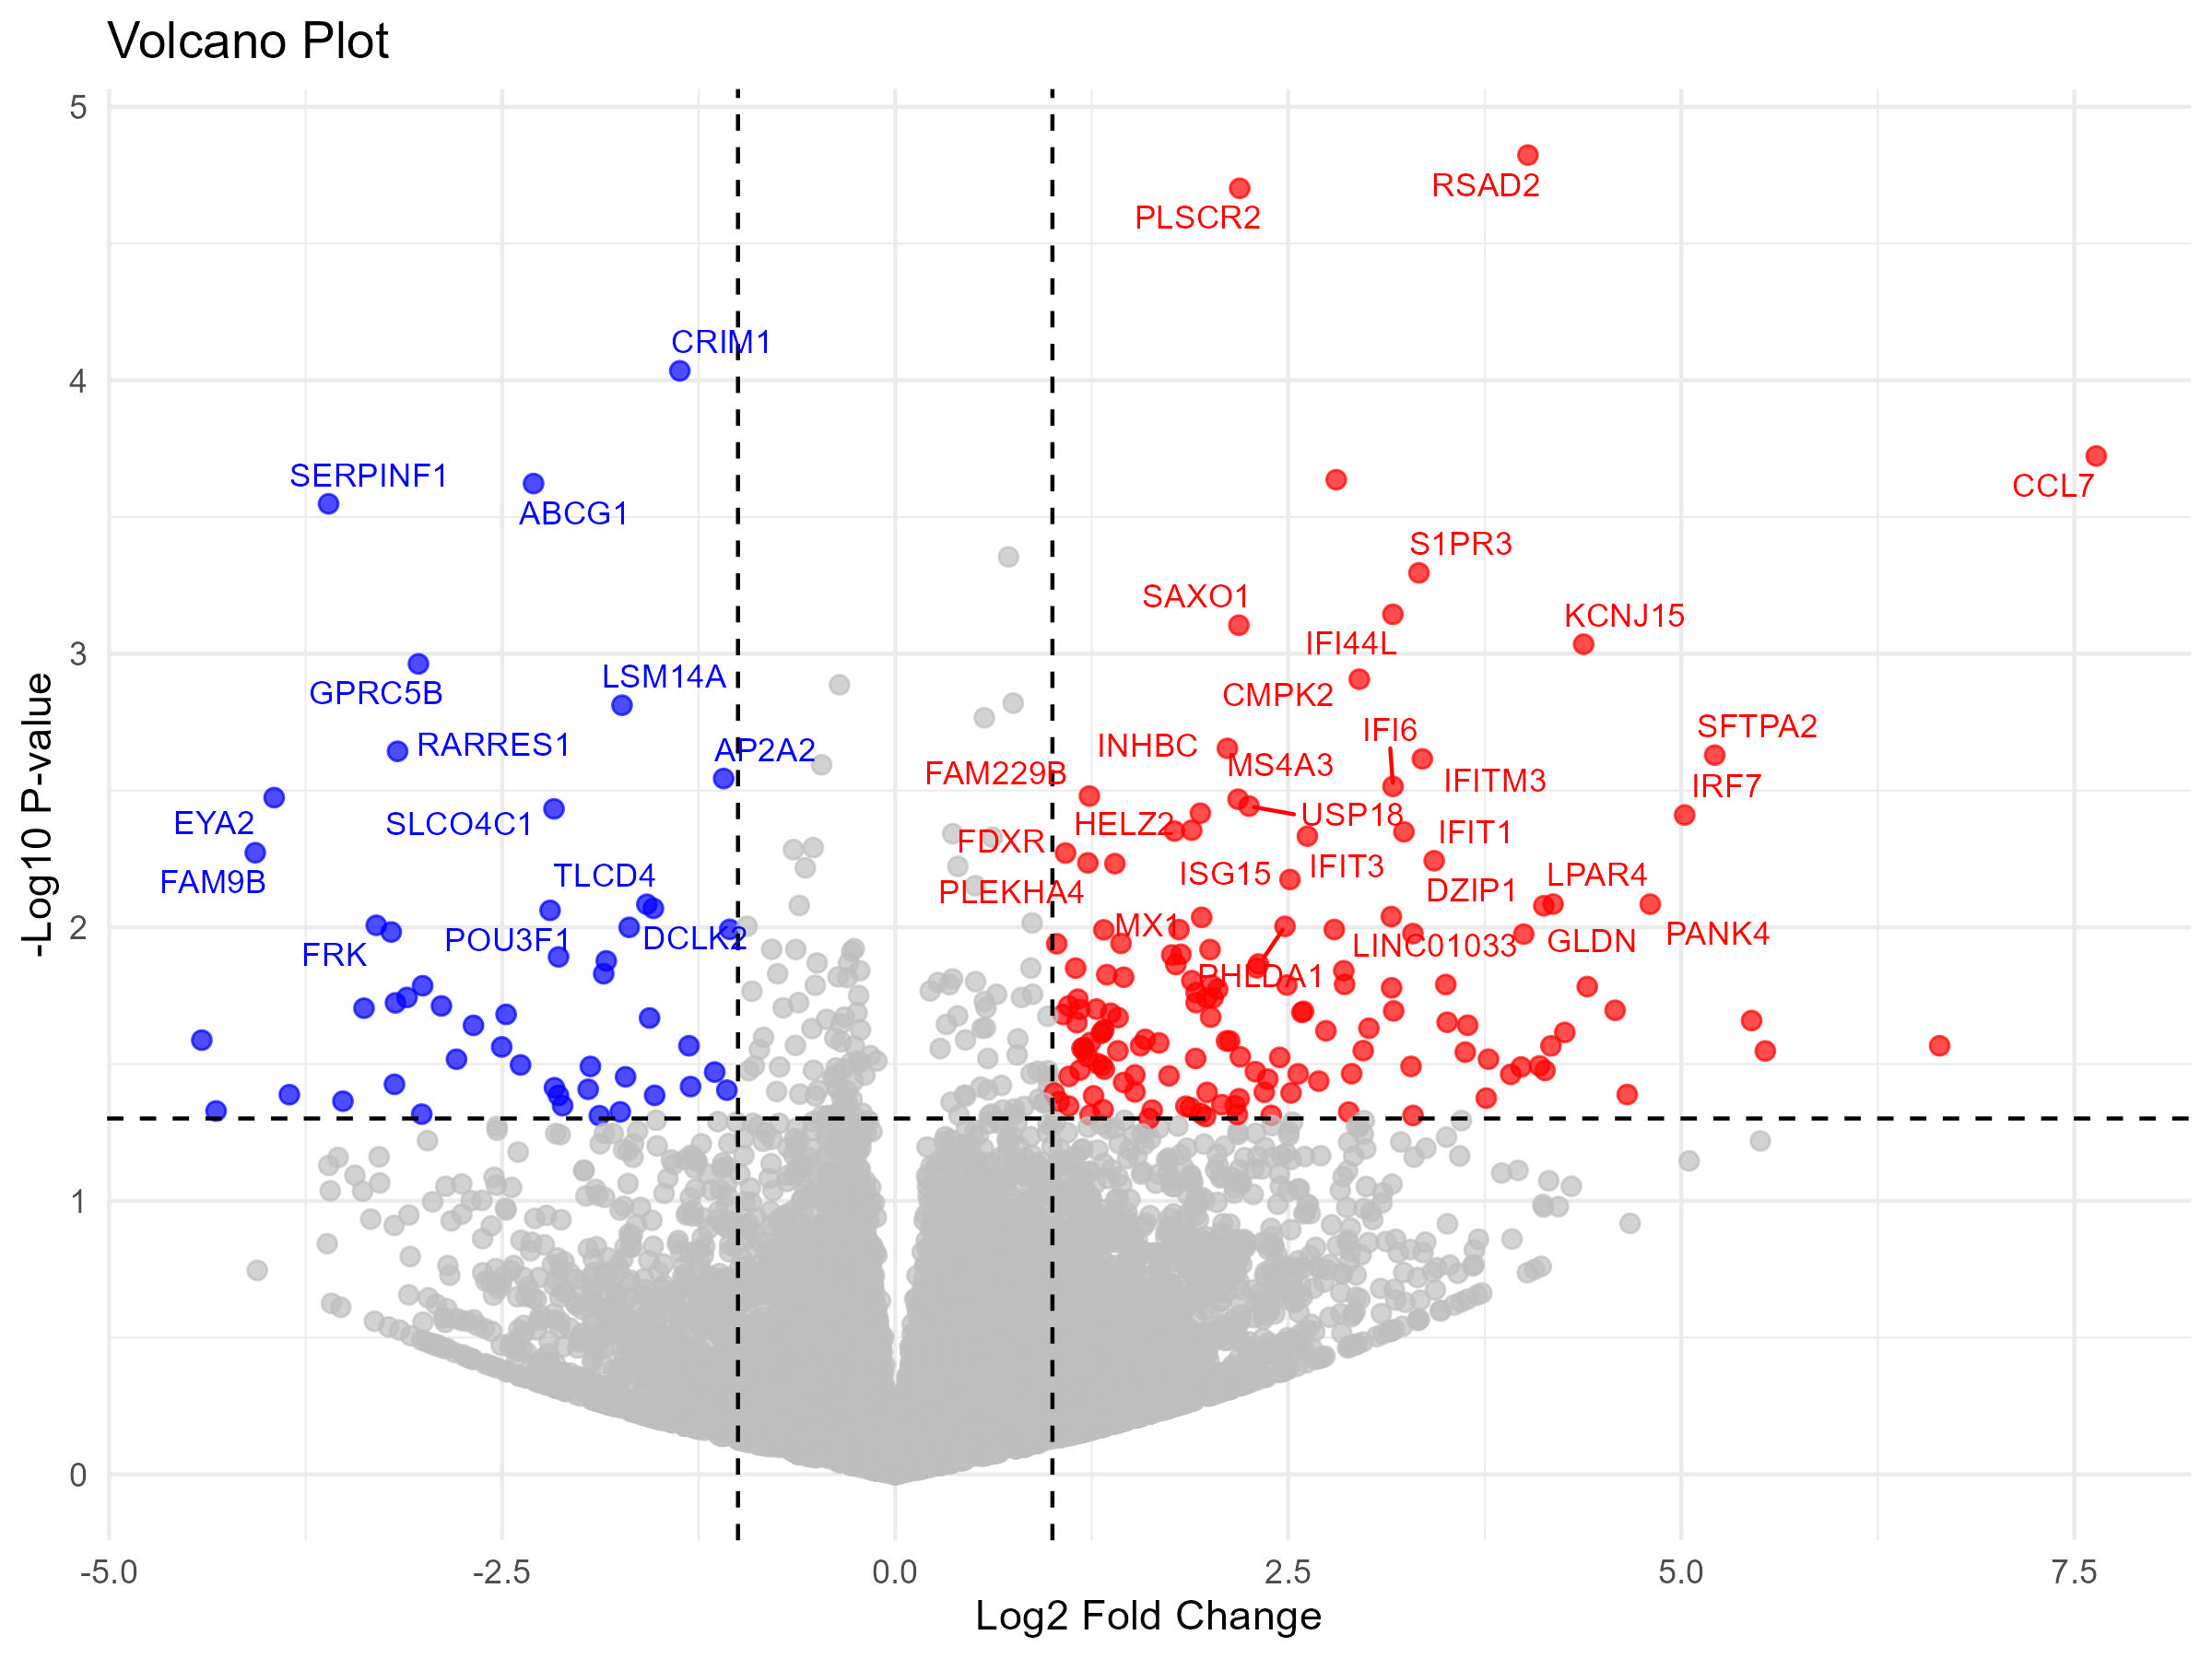 Volcano Plot
5
RSAD2
PLSCR2
4
CRIM1
SERPINF1
ABCG1
CCL7
S1PR3
SAXO1
KCNJ15
IFI44L
3
GPRC5B
LSM14A
CMPK2
RARRES1
AP2A2
INHBC
IFI6
SFTPA2
FAM229B
MS4A3
IFITM3
IRF7
EYA2
SLCO4C1
HELZ2
USP18
FDXR
IFIT1
FAM9B
TLCD4
ISG15
IFIT3
PLEKHA4
DZIP1
LPAR4
2
FRK
POU3F1
DCLK2
MX1
LINC01033
GLDN
PANK4
PHLDA1
1
0
-Log10 P-value
-5.0
-2.5
0.0
2.5
5.0
7.5
Log2 Fold Change